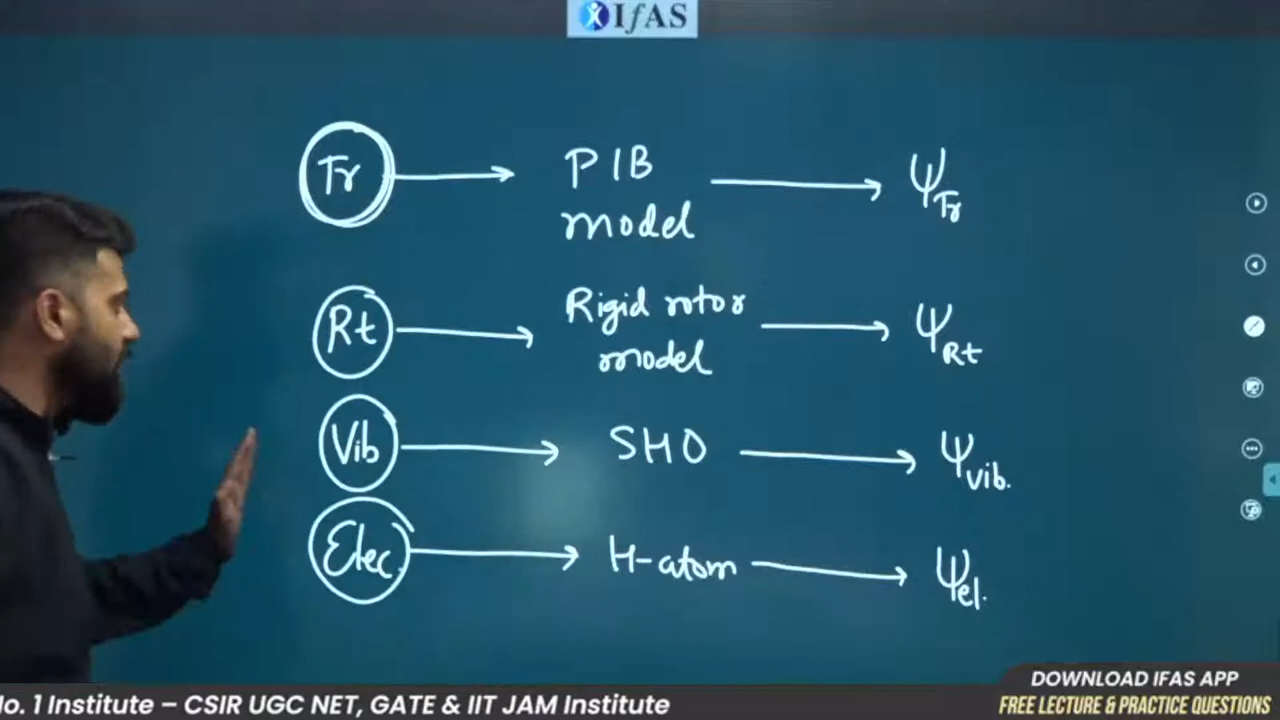 IfAS
Tr → PIB model → ΨTr
Rt → Rigid rotor model → ΨRt
Vib → SHO → Ψvib.
Elec. → H-atom → Ψel.
DOWNLOAD IFAS APP
No. 1 Institute – CSIR UGC NET, GATE & IIT JAM Institute
FREE LECTURE & PRACTICE QUESTIONS